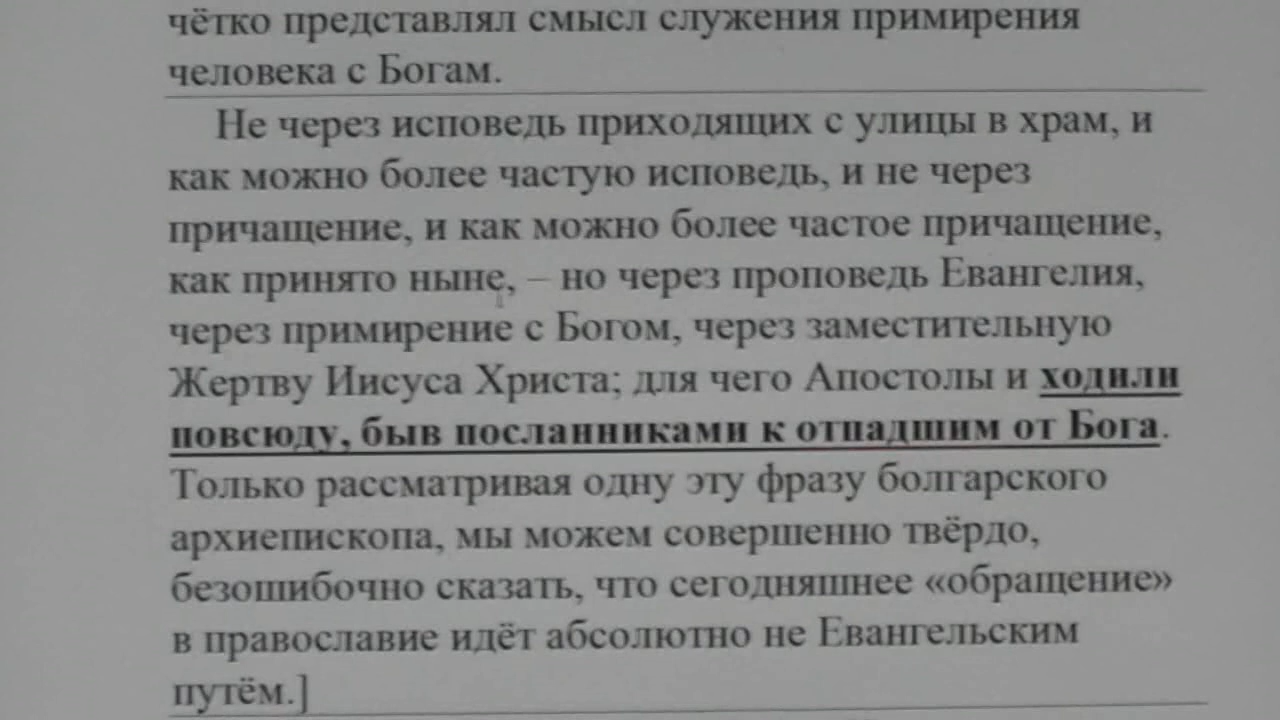 чётко представлял смысл служения примирения
человека с Богам.
Не через исповедь приходящих с улицы в храм, и
как можно более частую исповедь, и не через
причащение, и как можно более частое причащение,
как принято ныне, – но через проповедь Евангелия,
через примирение с Богом, через заместительную
Жертву Иисуса Христа; для чего Апостолы и ходили
повсюду, быв посланниками к отпадшим от Бога.
Только рассматривая одну эту фразу болгарского
архиепископа, мы можем совершенно твёрдо,
безошибочно сказать, что сегодняшнее «обращение»
в православие идёт абсолютно не Евангельским
путём.]